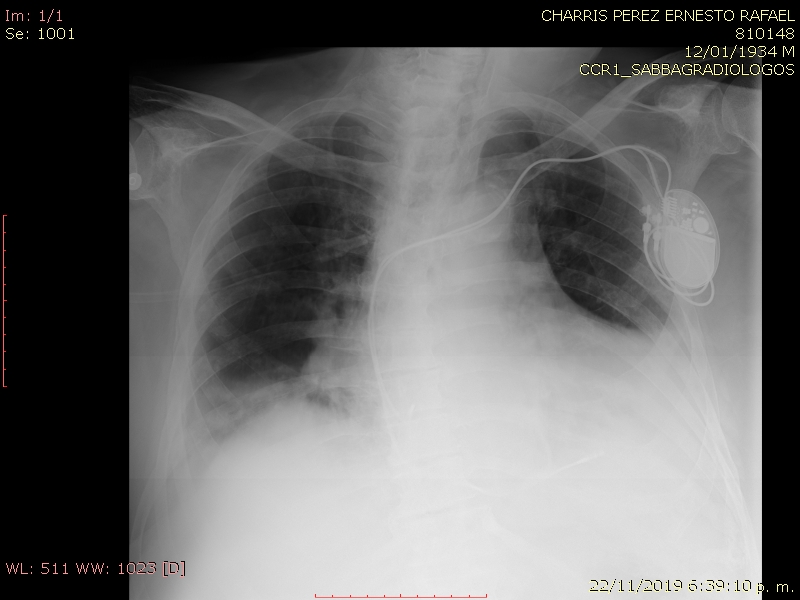 Im: 1/1
Se: 1001
CHARRIS PEREZ ERNESTO RAFAEL
810148
12/01/1934 M
CCR1_SABBAGRADIOLOGOS
WL: 511 WW: 1023 [D]
22/11/2019 6:39:10 p. m.